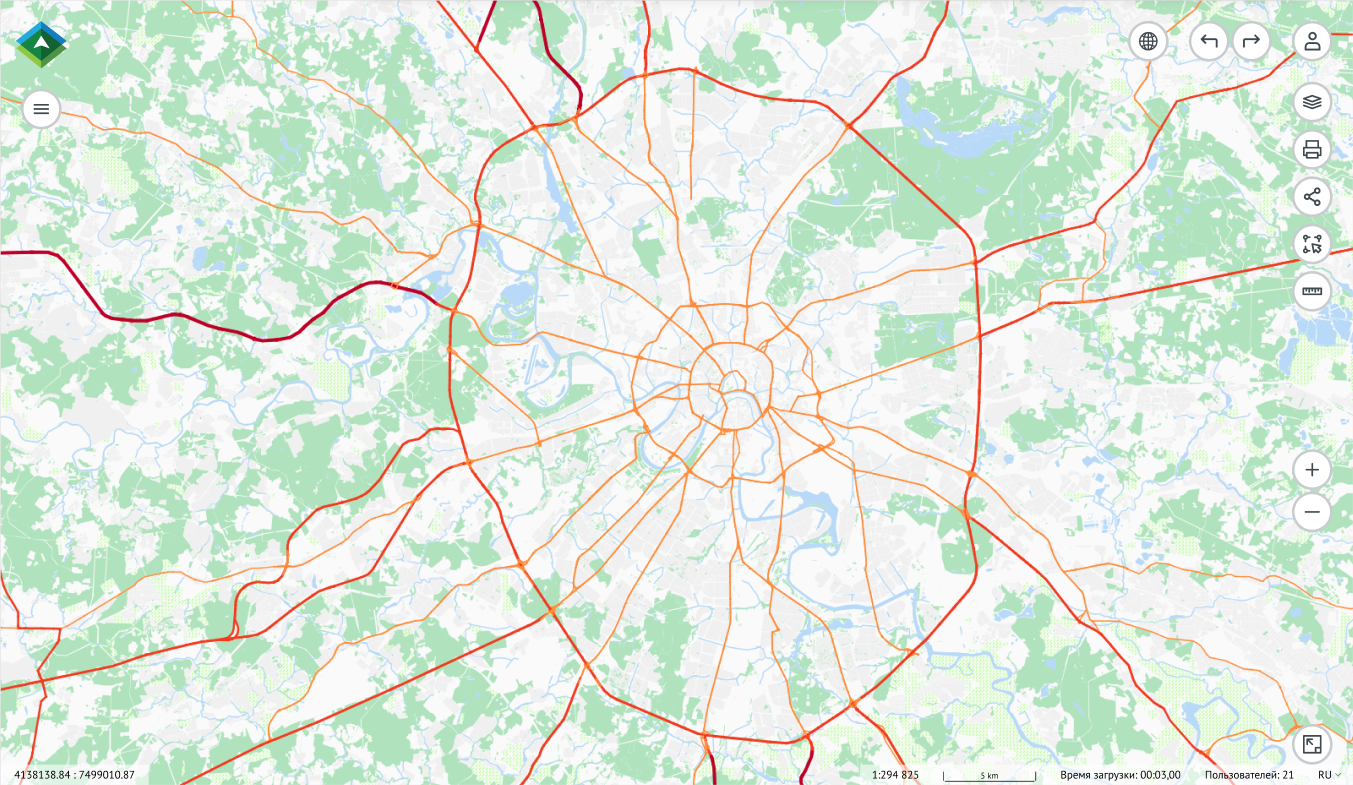 4138138.84 : 7499010.87
1:294 825
5 km
Время загрузки: 00:03,00
Пользователей: 21
RU